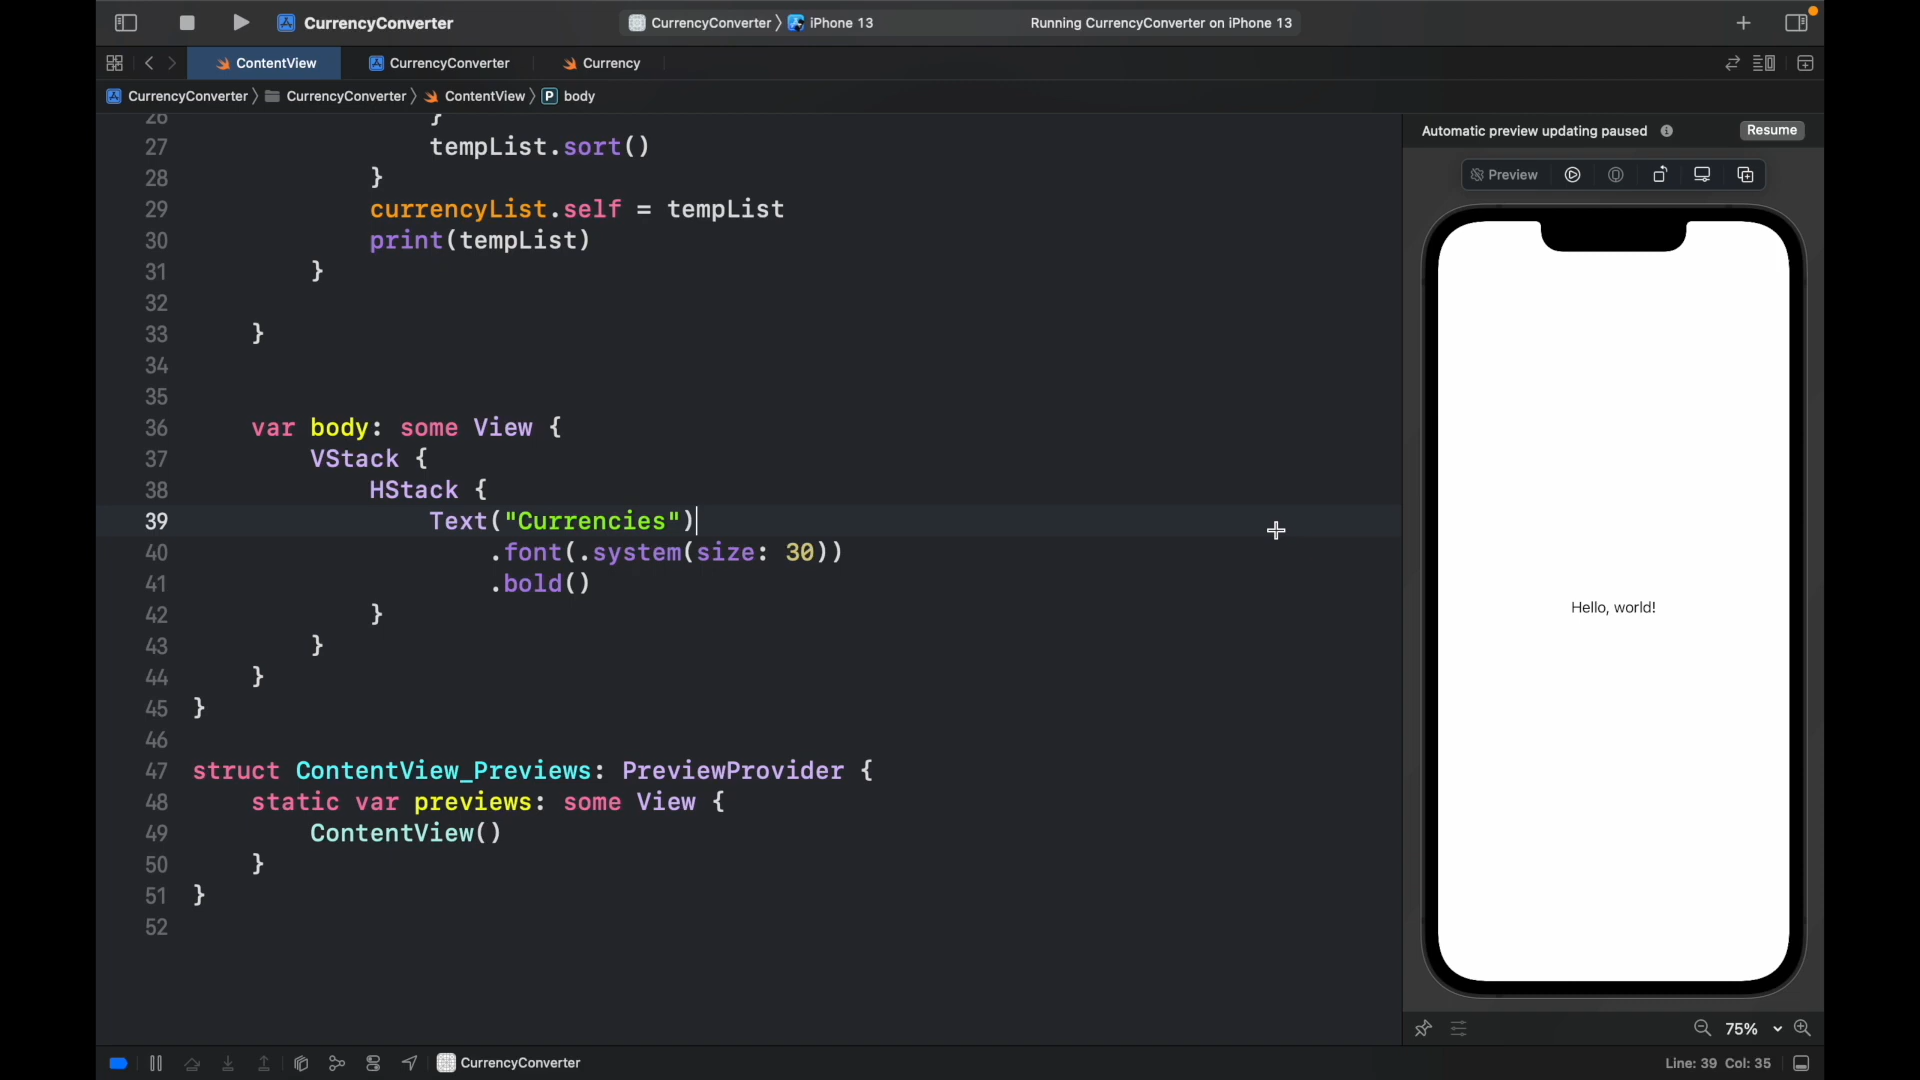 CurrencyConverter
CurrencyConverter 〉 iPhone 13
Running CurrencyConverter on iPhone 13
ContentView
CurrencyConverter
Currency
CurrencyConverter 〉 CurrencyConverter 〉 ContentView 〉 P body
26 }
27 tempList.sort()
28 }
29 currencyList.self = tempList
30 print(tempList)
31 }
32
33 }
34
35
36 var body: some View {
37 VStack {
38 HStack {
39 Text("Currencies")
40 .font(.system(size: 30))
41 .bold()
42 }
43 }
44 }
45 }
46
47 struct ContentView_Previews: PreviewProvider {
48 static var previews: some View {
49 ContentView()
50 }
51 }
52
Automatic preview updating paused
Resume
Preview
Hello, world!
75%
CurrencyConverter
Line: 39 Col: 35